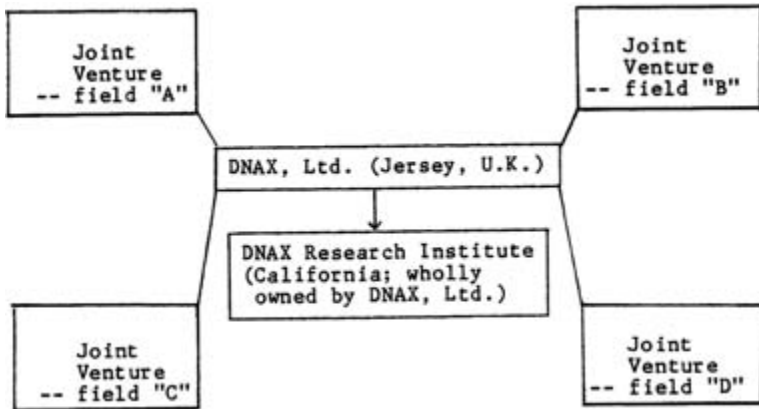 Joint
Venture
-- field "A"
Joint
Venture
-- field "B"
DNAX, Ltd. (Jersey, U.K.)
DNAX Research Institute
(California; wholly
owned by DNAX, Ltd.)
Joint
Venture
-- field "C"
Joint
Venture
-- field "D"